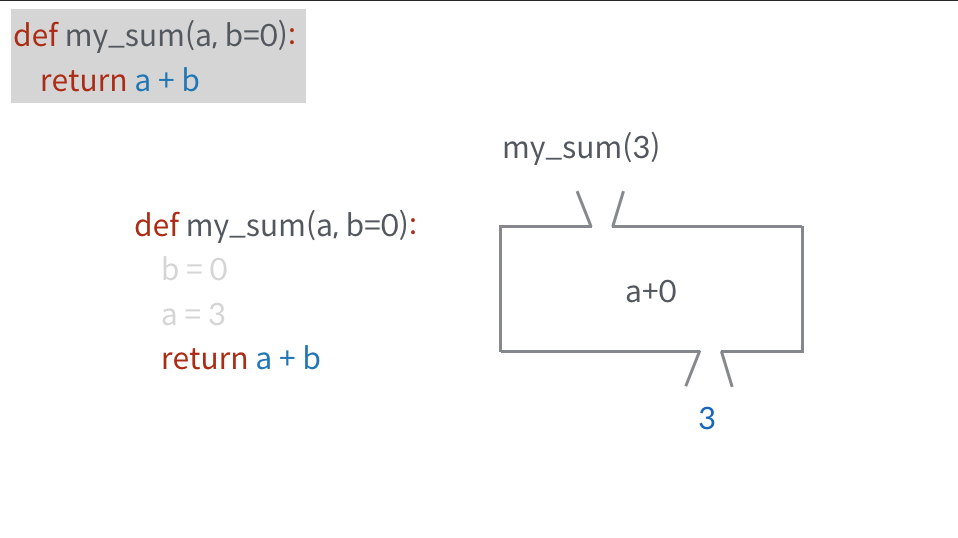 def my_sum(a, b=0):
return a + b
my_sum(3)
def my_sum(a, b=0):
b = 0
a = 3
return a + b
a+0
3